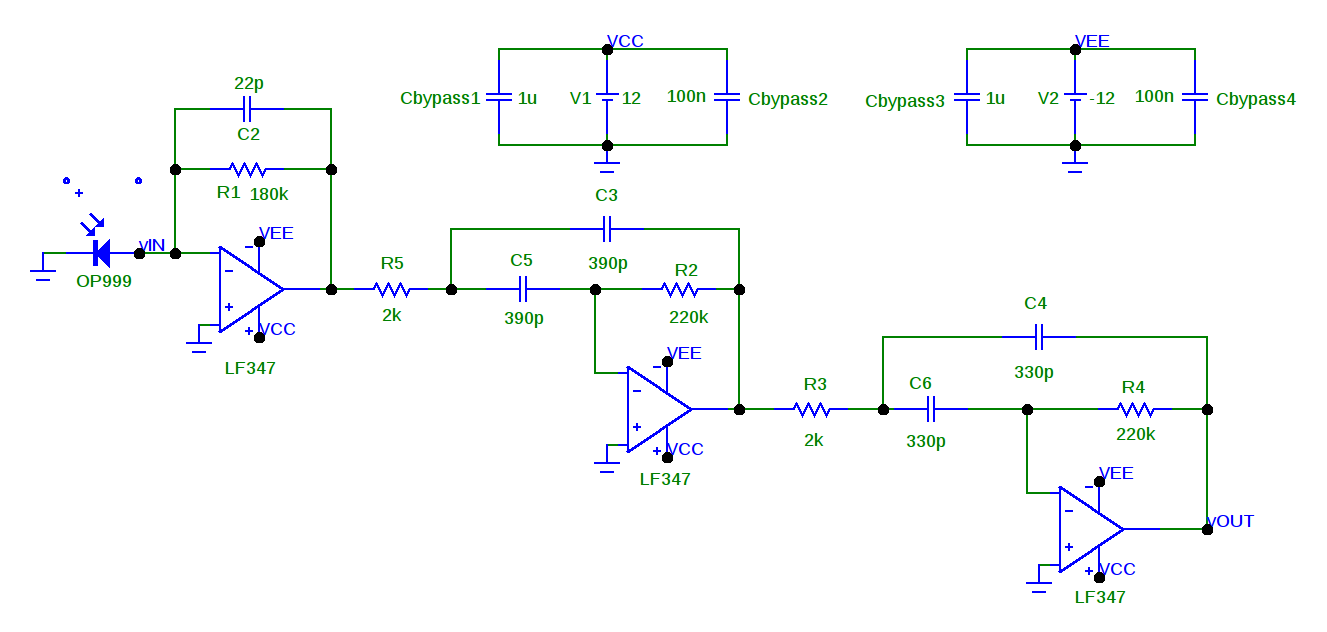 VCC
VEE
22p
Cbypass1
1u
V1
12
100n
Cbypass2
Cbypass3
1u
V2
-12
100n
Cbypass4
C2
R1
180k
C3
vIN
VEE
OP999
C5
390p
R5
R2
2k
390p
220k
C4
VCC
LF347
VEE
330p
R3
C6
R4
2k
330p
220k
VCC
LF347
VEE
vOUT
VCC
LF347